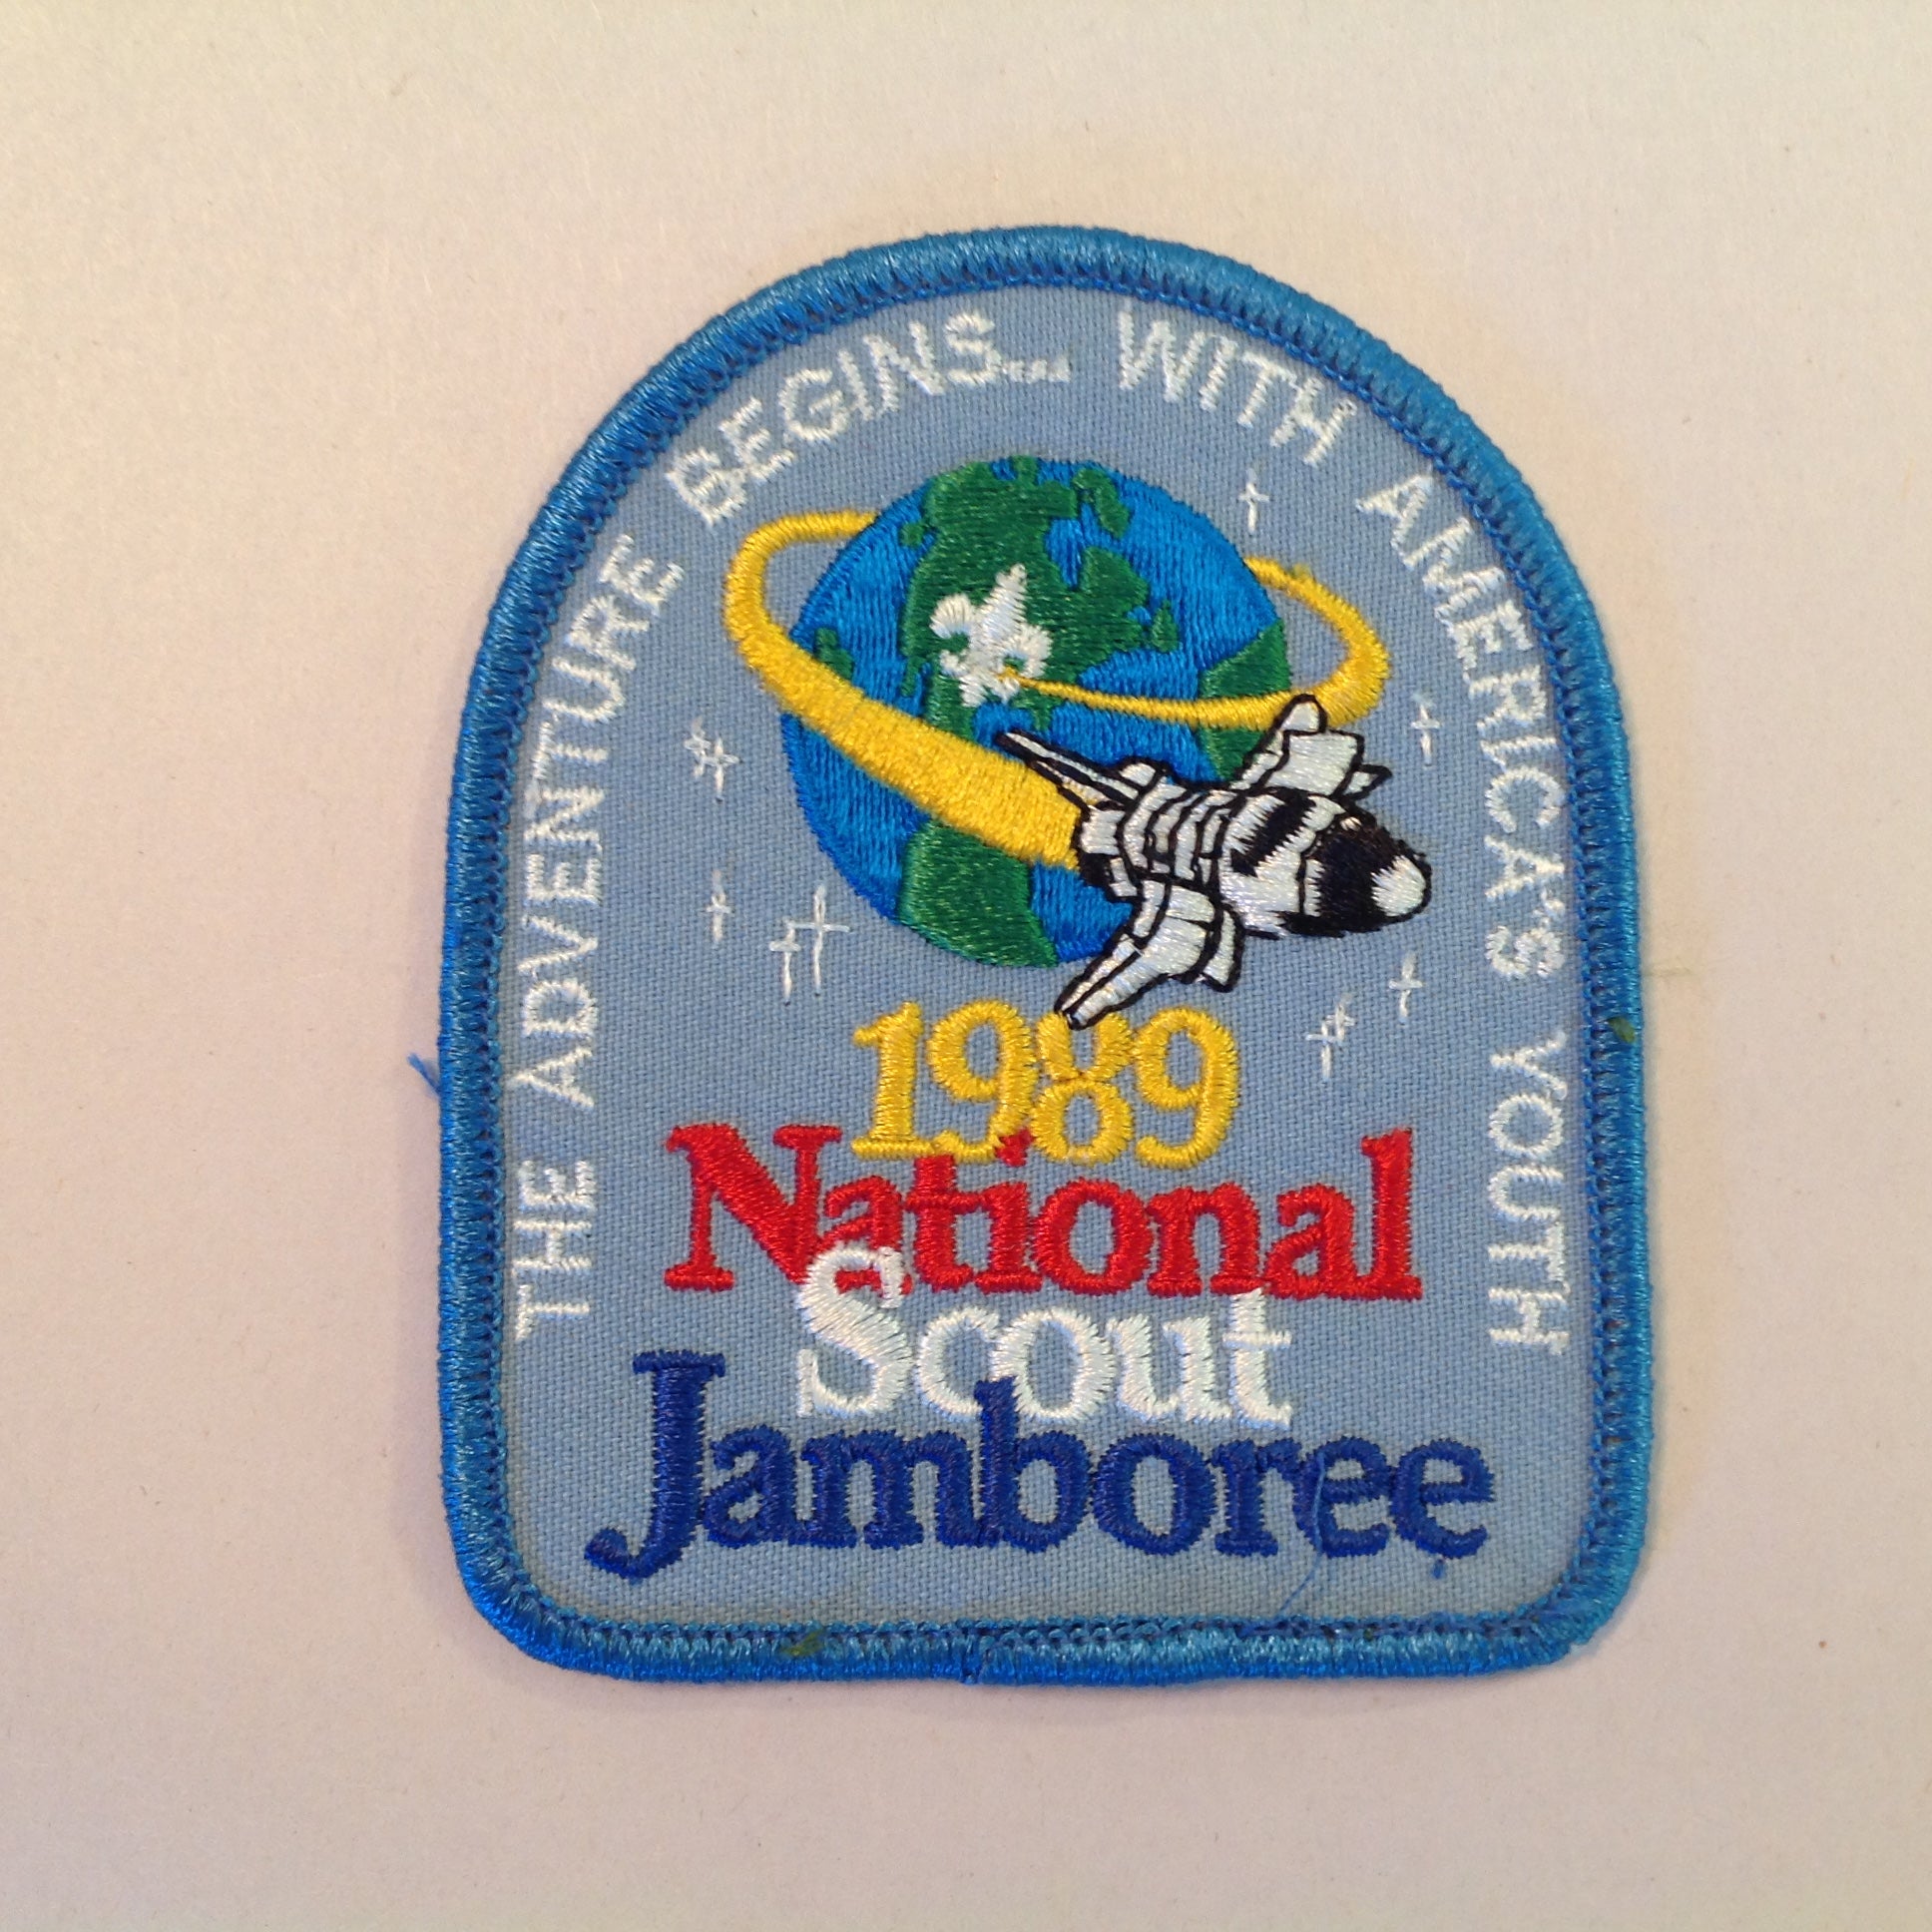 THE ADVENTURE BEGINS... WITH AMERICA'S YOUTH
1989
National
Scout
Jamboree